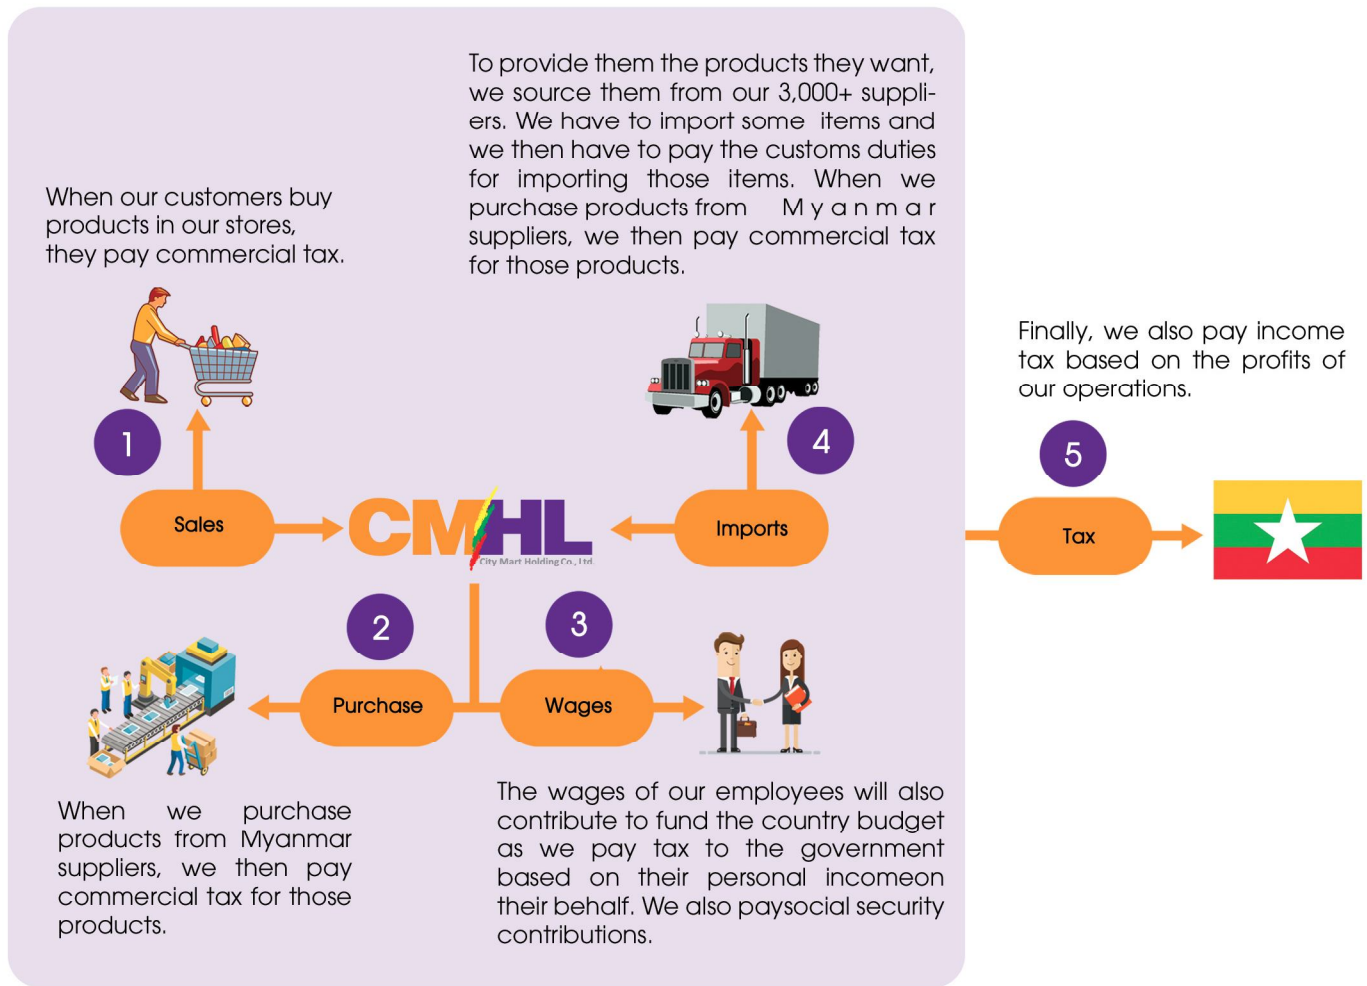 When our customers buy
products in our stores,
they pay commercial tax.
1
Sales
To provide them the products they want,
we source them from our 3,000+ suppli-
ers. We have to import some items and
we then have to pay the customs duties
for importing those items. When we
purchase products from M y a n m a r
suppliers, we then pay commercial tax
for those products.
4
Imports
CMHL
City Mart Holding Co., Ltd.
2
Purchase
When we purchase
products from Myanmar
suppliers, we then pay
commercial tax for those
products.
3
Wages
The wages of our employees will also
contribute to fund the country budget
as we pay tax to the government
based on their personal incomeon
their behalf. We also paysocial security
contributions.
Finally, we also pay income
tax based on the profits of
our operations.
5
Tax